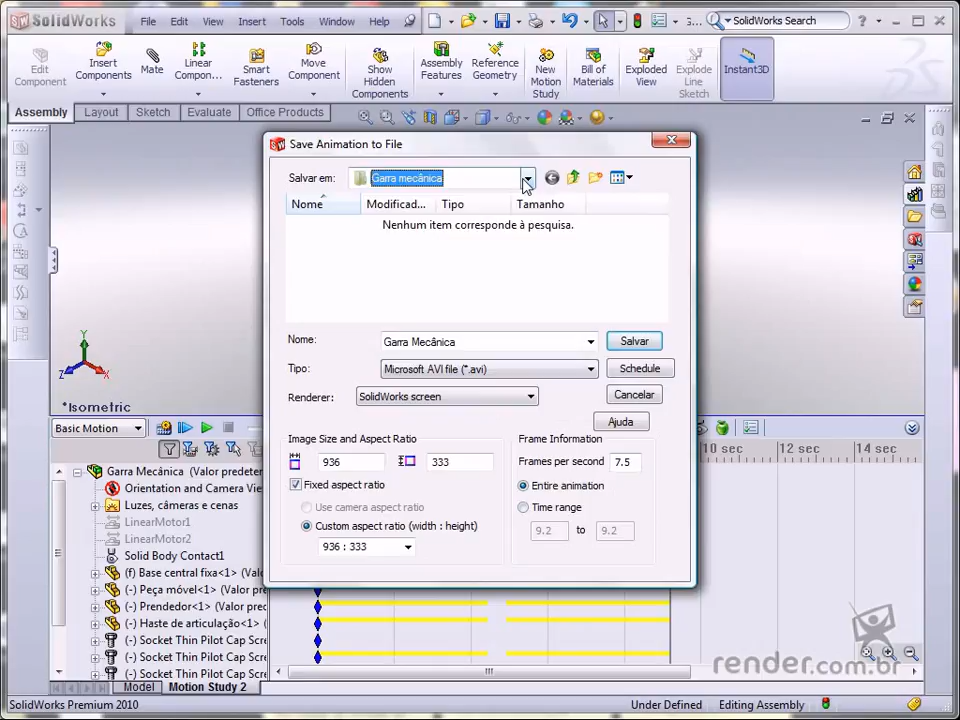 SolidWorks
File Edit View Insert Tools Window Help
S...
SolidWorks Search
Edit Component
Insert Components
Mate
Linear Compon...
Smart Fasteners
Move Component
Show Hidden Components
Assembly Features
Reference Geometry
New Motion Study
Bill of Materials
Exploded View
Explode Line Sketch
Instant3D
Assembly Layout Sketch Evaluate Office Products
Save Animation to File
Salvar em: Garra mecânica
Nome Modificad... Tipo Tamanho
Nenhum item corresponde à pesquisa.
Nome: Garra Mecânica Salvar
Tipo: Microsoft AVI file (*.avi) Schedule
Renderer: SolidWorks screen Cancelar
Ajuda
Image Size and Aspect Ratio
936 333
Fixed aspect ratio
Use camera aspect ratio
Custom aspect ratio (width : height)
936 : 333
Frame Information
Frames per second 7.5
Entire animation
Time range
9.2 to 9.2
Y
Z
X
*Isometric
Basic Motion
10 sec 12 sec
Garra Mecânica (Valor predeter
Orientation and Camera Vie
Luzes, câmeras e cenas
LinearMotor1
LinearMotor2
Solid Body Contact1
(f) Base central fixa<1> (Va
(-) Peça móvel<1> (Valor p
(-) Prendedor<1> (Valor pr
(-) Haste de articulação<1>
(-) Socket Thin Pilot Cap Scre
(-) Socket Thin Pilot Cap Scre
(-) Socket Thin Pilot Cap Scre
render.com.br
Model Motion Study 2
SolidWorks Premium 2010 Under Defined Editing Assembly